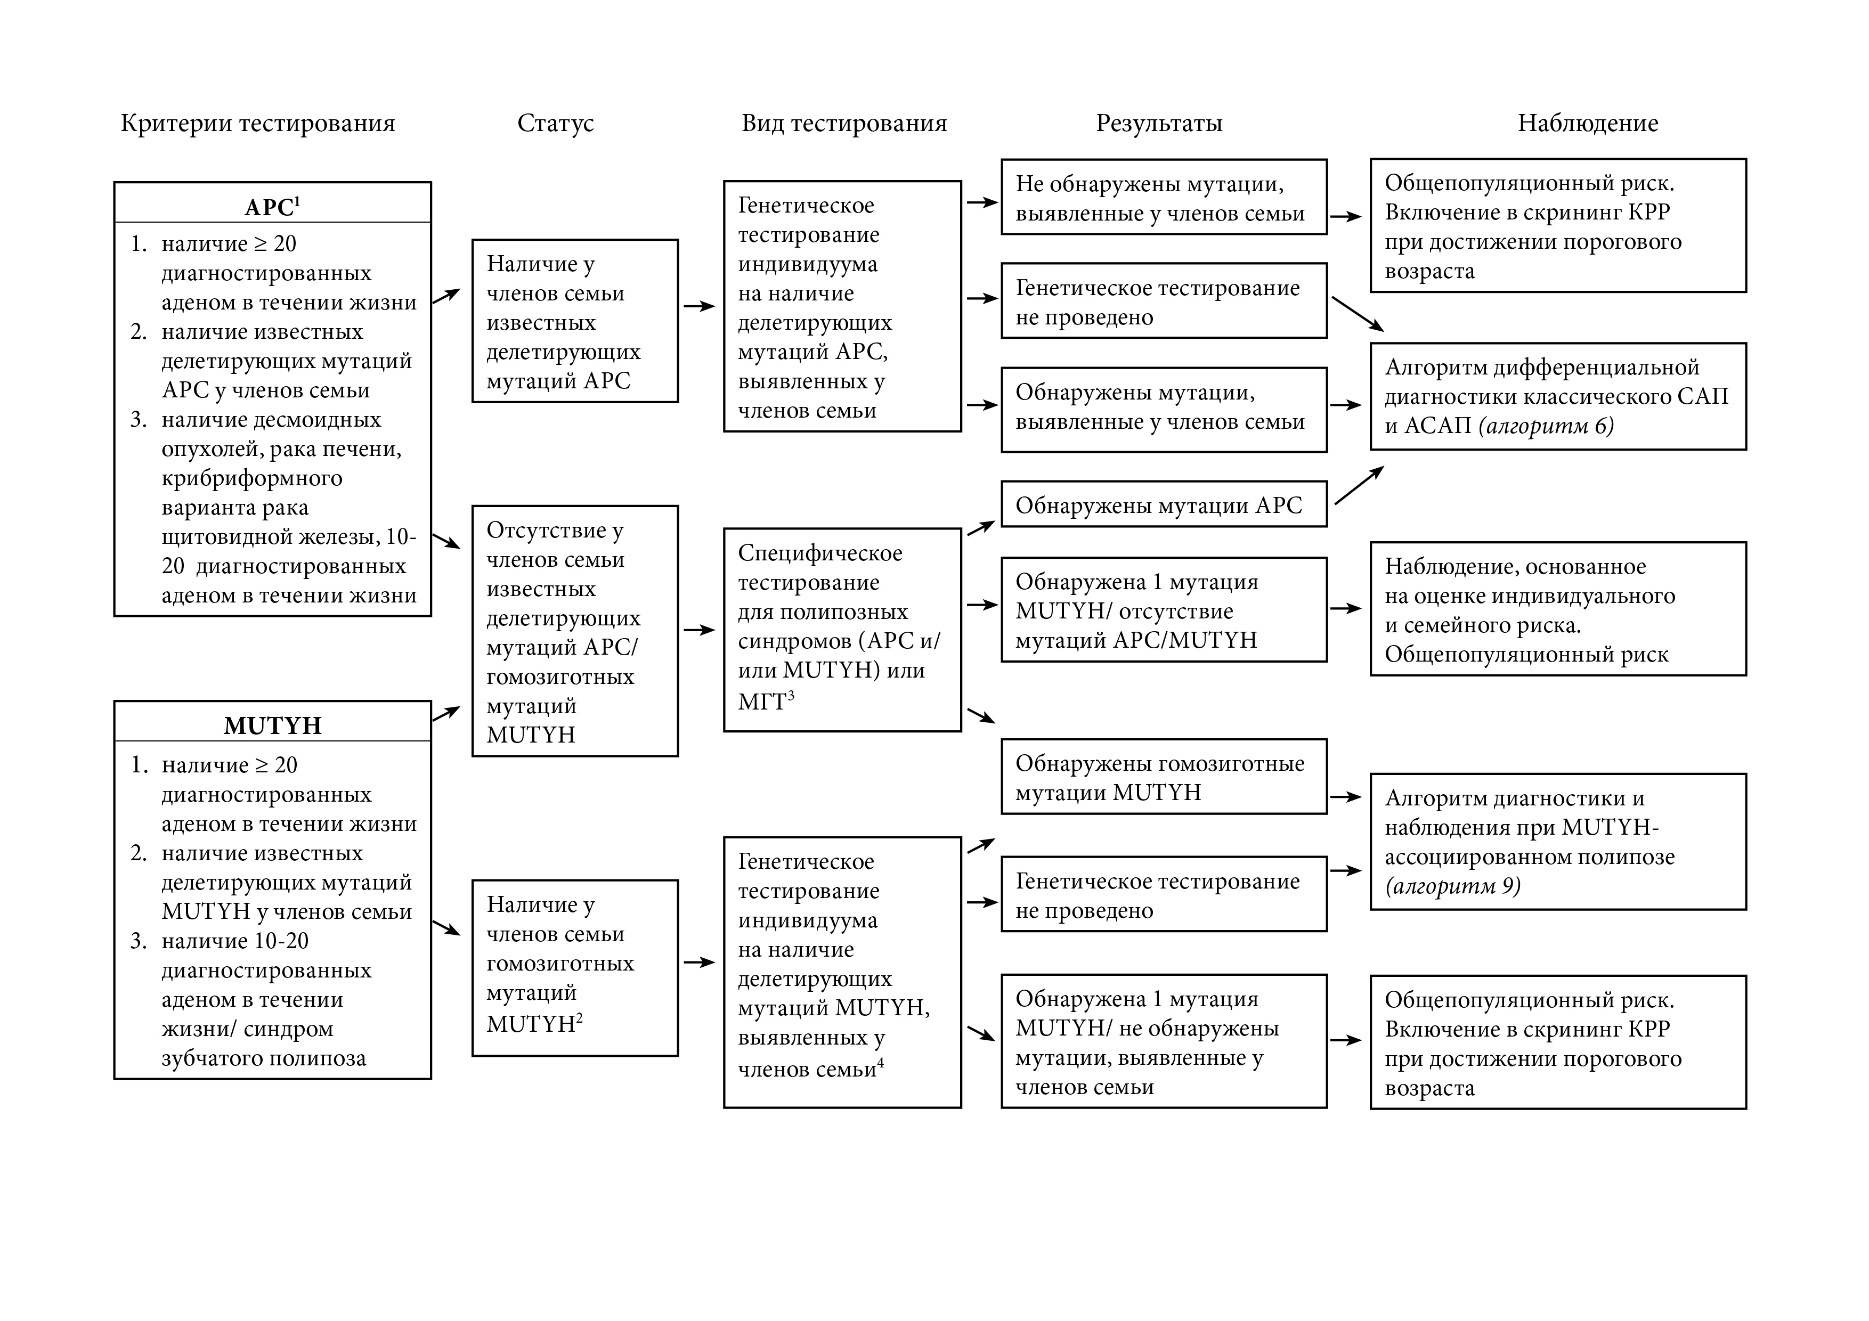 Критерии тестирования
Статус
Вид тестирования
Результаты
Наблюдение
APC¹
1. наличие ≥ 20
диагностированных
аденом в течении жизни
2. наличие известных
делетирующих мутаций
APC у членов семьи
3. наличие десмоидных
опухолей, рака печени,
крибриформного
варианта рака
щитовидной железы, 10-
20 диагностированных
аденом в течении жизни
MUTYH
1. наличие ≥ 20
диагностированных
аденом в течении жизни
2. наличие известных
делетирующих мутаций
MUTYH у членов семьи
3. наличие 10-20
диагностированных
аденом в течении
жизни/ синдром
зубчатого полипоза
Наличие у
членов семьи
известных
делетирующих
мутаций APC
Отсутствие у
членов семьи
известных
делетирующих
мутаций APC/
гомозиготных
мутаций
MUTYH
Наличие у
членов семьи
гомозиготных
мутаций
MUTYH²
Генетическое
тестирование
индивидуума
на наличие
делетирующих
мутаций APC,
выявленных у
членов семьи
Специфическое
тестирование
для полипозных
синдромов (APC и/
или MUTYH) или
МГТ³
Генетическое
тестирование
индивидуума
на наличие
делетирующих
мутаций MUTYH,
выявленных у
членов семьи⁴
Не обнаружены мутации,
выявленные у членов семьи
Генетическое тестирование
не проведено
Обнаружены мутации,
выявленные у членов семьи
Обнаружены мутации APC
Обнаружена 1 мутация
MUTYH/ отсутствие
мутаций APC/MUTYH
Обнаружены гомозиготные
мутации MUTYH
Генетическое тестирование
не проведено
Обнаружена 1 мутация
MUTYH/ не обнаружены
мутации, выявленные у
членов семьи
Общепопуляционный риск.
Включение в скрининг КРР
при достижении порогового
возраста
Алгоритм дифференциальной
диагностики классического САП
и АСАП (алгоритм 6)
Наблюдение, основанное
на оценке индивидуального
и семейного риска.
Общепопуляционный риск
Алгоритм диагностики и
наблюдения при MUTYH-
ассоциированном полипозе
(алгоритм 9)
Общепопуляционный риск.
Включение в скрининг КРР
при достижении порогового
возраста